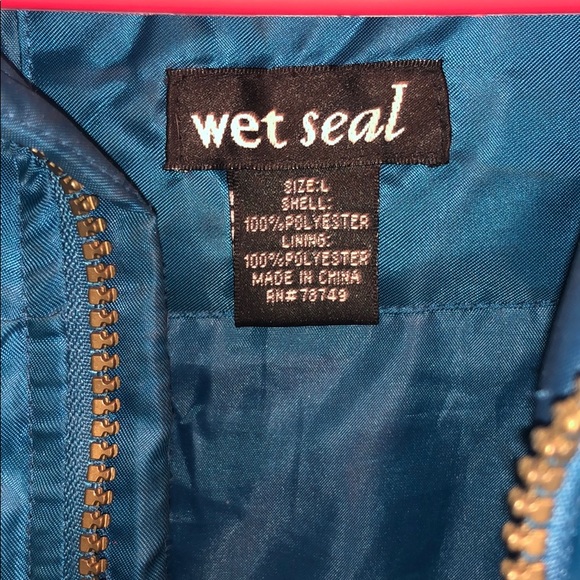 wet seal
SIZE:L
SHELL:
100%POLYESTER
LINING:
100%POLYESTER
MADE IN CHINA
RN#78749